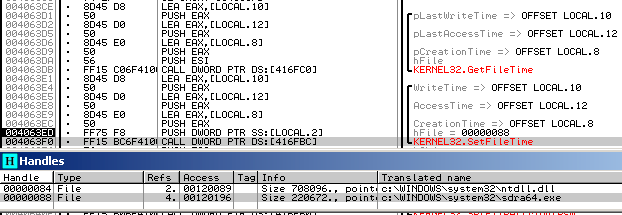 004063CE  8D45 D8  LEA EAX,[LOCAL.10]
004063D1  50  PUSH EAX  pLastWriteTime => OFFSET LOCAL.10
004063D2  8D45 D0  LEA EAX,[LOCAL.12]
004063D5  50  PUSH EAX  pLastAccessTime => OFFSET LOCAL.12
004063D6  8D45 E0  LEA EAX,[LOCAL.8]
004063D9  50  PUSH EAX  pCreationTime => OFFSET LOCAL.8
004063DA  56  PUSH ESI  hFile
004063DB  FF15 C06F410  CALL DWORD PTR DS:[416FC0]  KERNEL32.GetFileTime
004063E1  8D45 D8  LEA EAX,[LOCAL.10]
004063E4  50  PUSH EAX  WriteTime => OFFSET LOCAL.10
004063E5  8D45 D0  LEA EAX,[LOCAL.12]
004063E8  50  PUSH EAX  AccessTime => OFFSET LOCAL.12
004063E9  8D45 E0  LEA EAX,[LOCAL.8]
004063EC  50  PUSH EAX  CreationTime => OFFSET LOCAL.8
004063ED  FF75 F8  PUSH DWORD PTR SS:[LOCAL.2]  hFile = 00000088
004063F0  FF15 BC6F410  CALL DWORD PTR DS:[416FBC]  KERNEL32.SetFileTime
H Handles
Handle  Type  Refs  Access  Tag  Info  Translated name
00000084  File  2.  00120089  Size 708096., pointe  c:\WINDOWS\system32\ntdll.dll
00000088  File  4.  00120196  Size 220672., pointe  c:\WINDOWS\system32\sdra64.exe